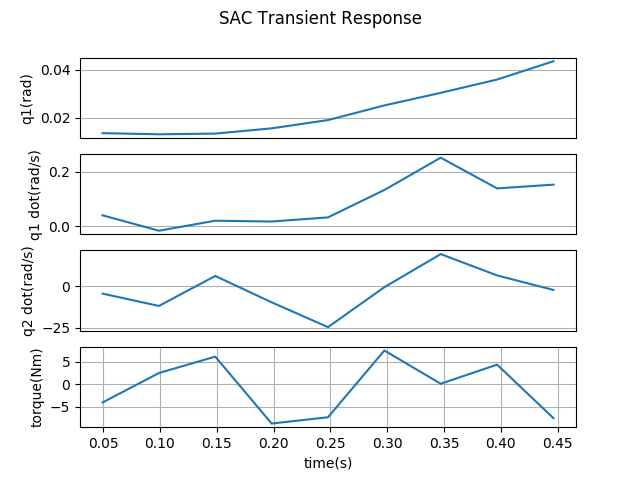 SAC Transient Response
q1(rad)
0.04
0.02
q1 dot(rad/s)
0.2
0.0
q2 dot(rad/s)
0
−25
torque(Nm)
5
0
−5
0.05 0.10 0.15 0.20 0.25 0.30 0.35 0.40 0.45
time(s)